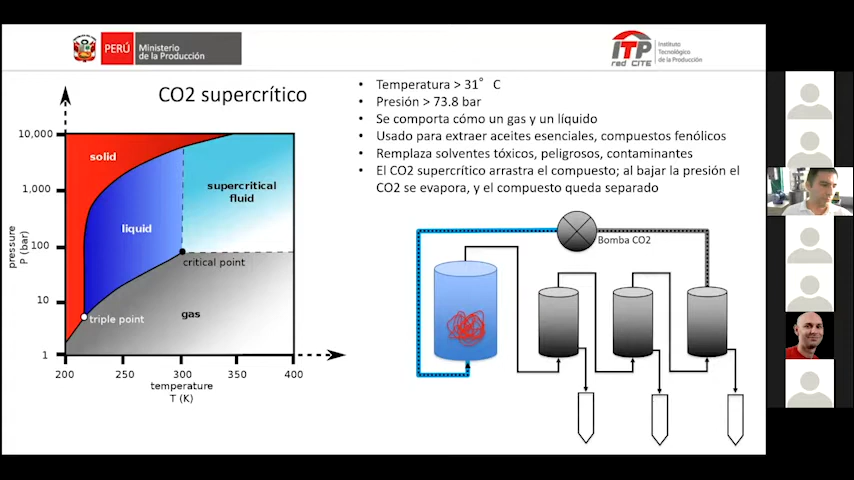 PERÚ
Ministerio
de la Producción
ITP
red CITE
Instituto
Tecnológico
de la Producción
CO2 supercrítico
• Temperatura > 31° C
• Presión > 73.8 bar
• Se comporta cómo un gas y un líquido
• Usado para extraer aceites esenciales, compuestos fenólicos
• Remplaza solventes tóxicos, peligrosos, contaminantes
• El CO2 supercrítico arrastra el compuesto; al bajar la presión el
CO2 se evapora, y el compuesto queda separado
10,000
1,000
100
10
1
pressure
P (bar)
solid
liquid
supercritical
fluid
critical point
gas
triple point
200
250
300
350
400
temperature
T (K)
Bomba CO2